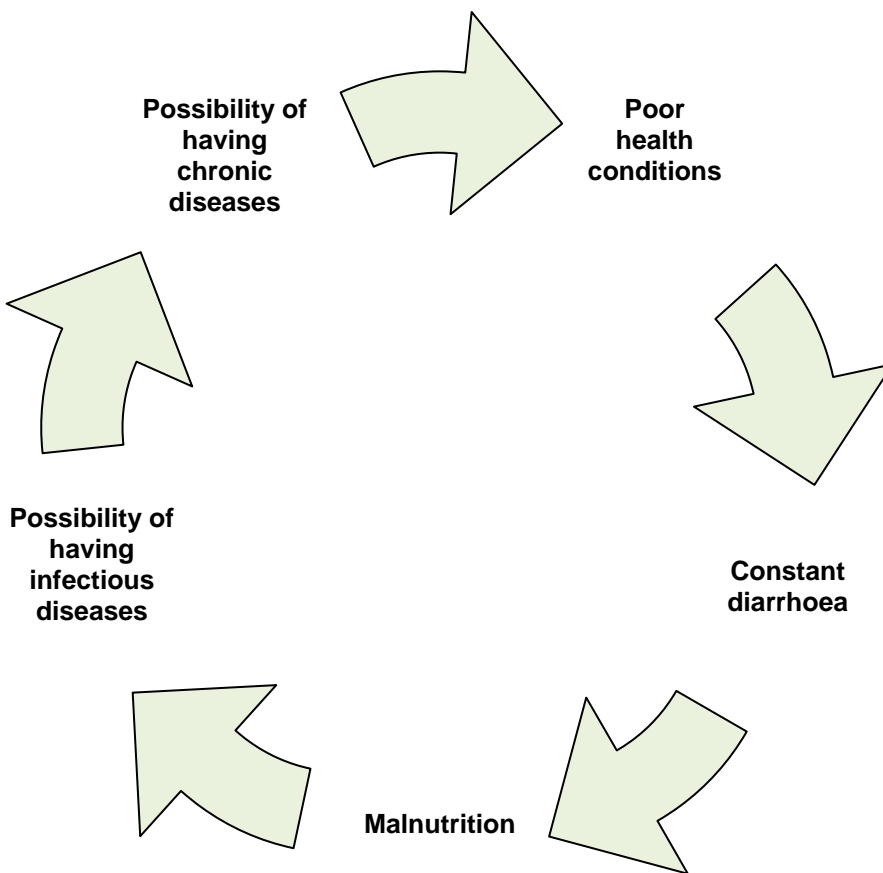 Possibility of
having
chronic
diseases
Poor
health
conditions
Constant
diarrhoea
Malnutrition
Possibility of
having
infectious
diseases